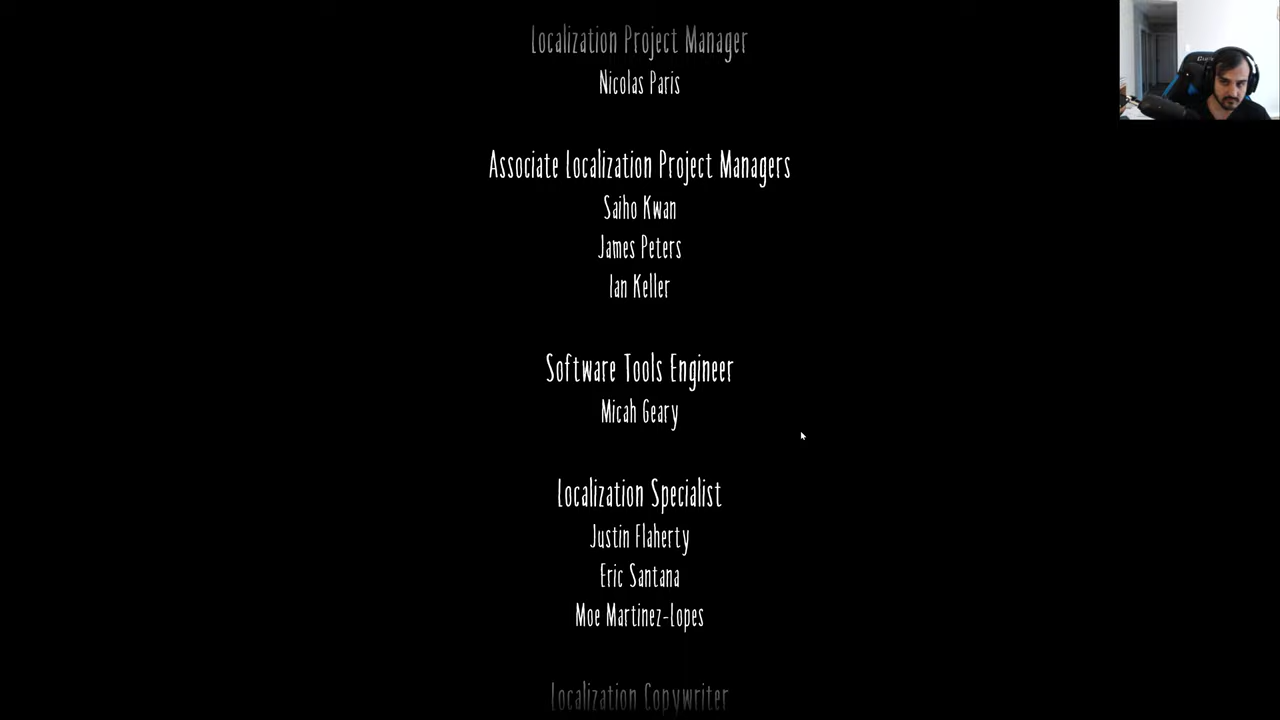 Localization Project Manager
Nicolas Paris
Associate Localization Project Managers
Saiho Kwan
James Peters
Ian Keller
Software Tools Engineer
Micah Geary
Localization Specialist
Justin Flaherty
Eric Santana
Moe Martinez-Lopes
Localization Copywriter